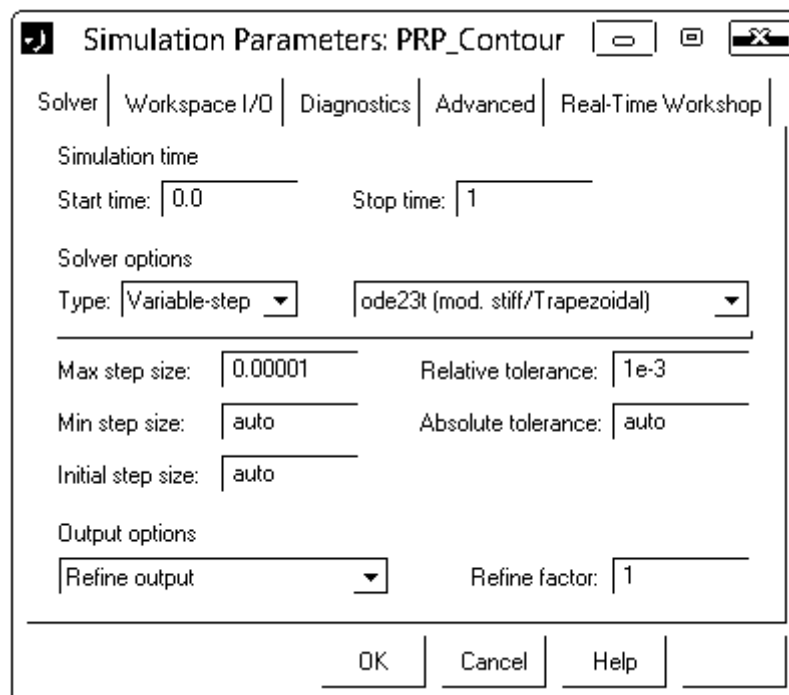 Simulation Parameters: PRP_Contour
Solver Workspace I/O Diagnostics Advanced Real-Time Workshop
Simulation time
Start time: 0.0 Stop time: 1
Solver options
Type: Variable-step ode23t (mod. stiff/Trapezoidal)
Max step size: 0.00001 Relative tolerance: 1e-3
Min step size: auto Absolute tolerance: auto
Initial step size: auto
Output options
Refine output Refine factor: 1
OK Cancel Help